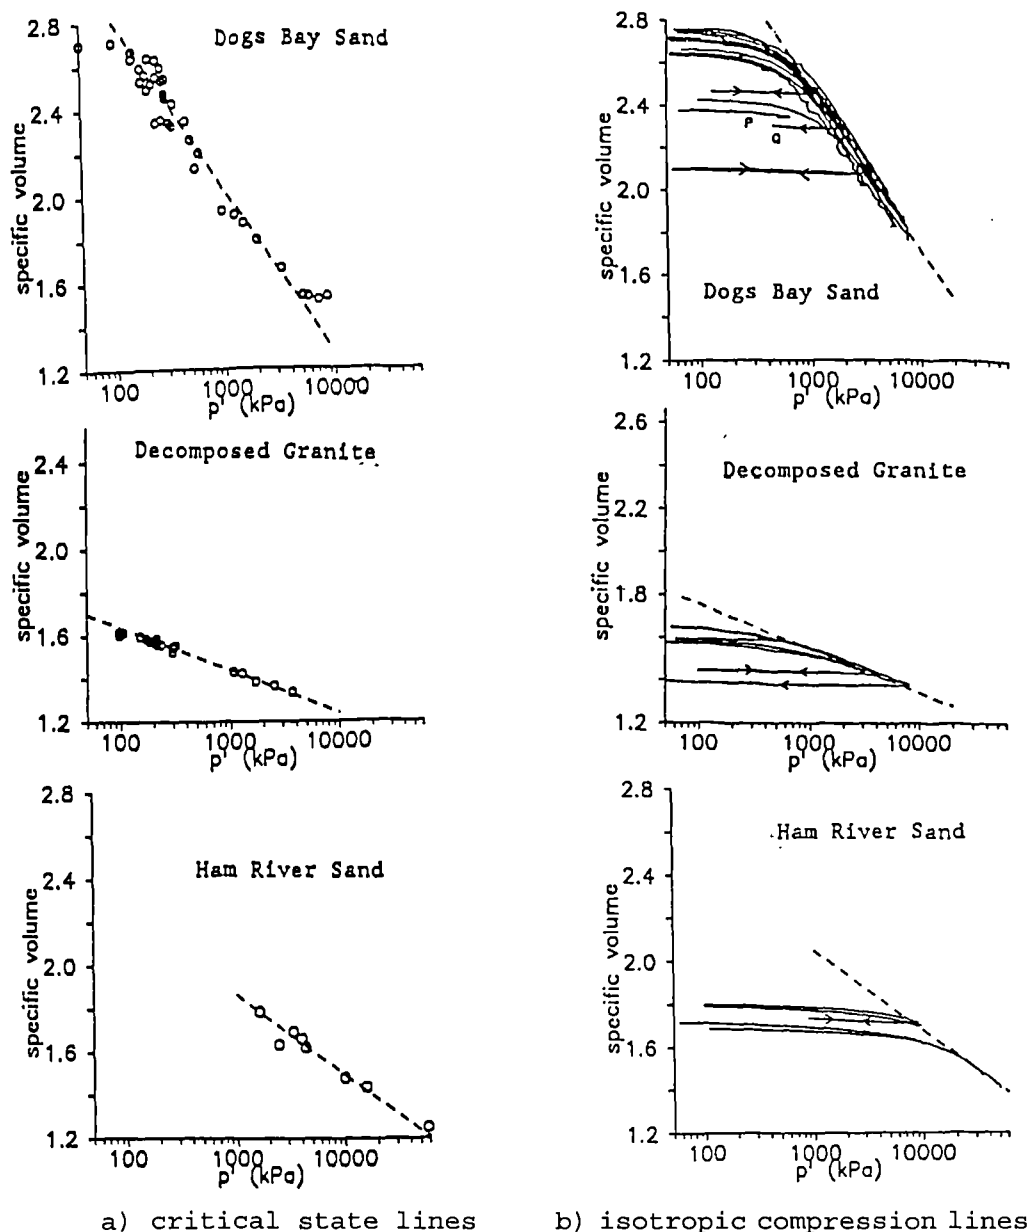 Dogs Bay Sand
2.8
2.4
2.0
1.6
1.2
specific volume
100 1000 10000
p' (kPa)
Dogs Bay Sand
2.8
2.4
2.0
1.6
1.2
specific volume
P
Q
100 1000 10000
p' (kPa)
Decomposed Granite
2.4
2.0
1.6
1.2
specific volume
100 1000 10000
p' (kPa)
Decomposed Granite
2.6
2.2
1.8
1.2
specific volume
100 1000 10000
p' (kPa)
Ham River Sand
2.8
2.4
2.0
1.6
1.2
specific volume
100 1000 10000
p' (kPa)
Ham River Sand
2.8
2.4
2.0
1.6
1.2
specific volume
100 1000 10000
p' (kPa)
a) critical state lines
b) isotropic compression lines